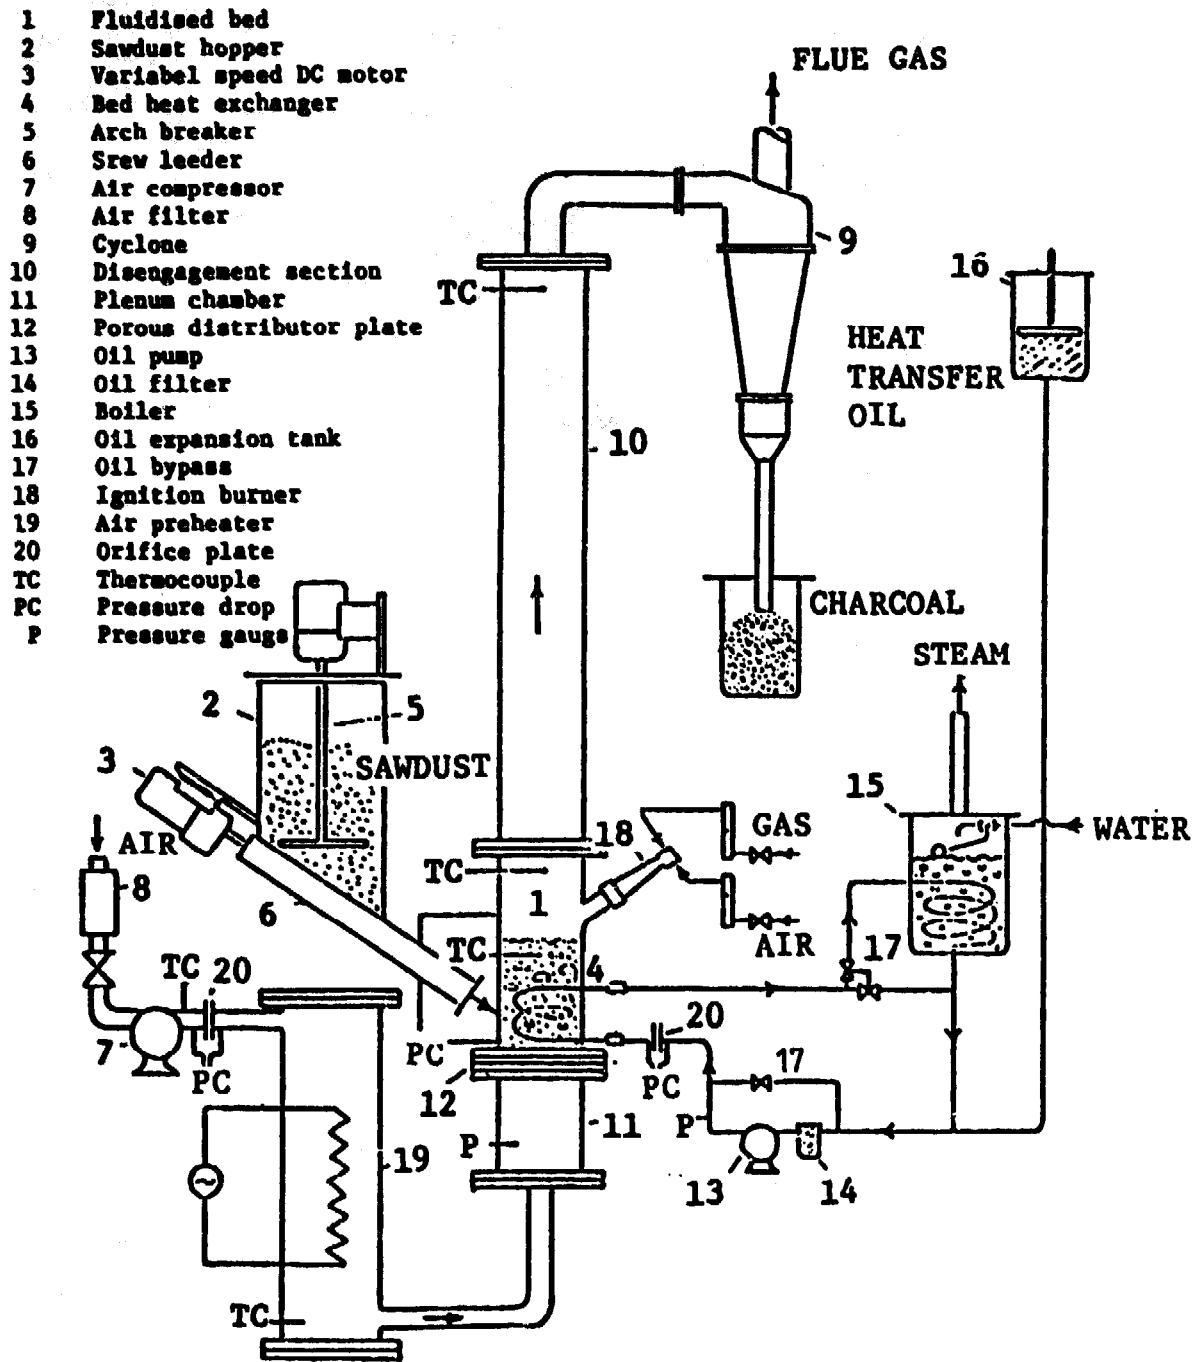 1 Fluidised bed
2 Sawdust hopper
3 Variabel speed DC motor
4 Bed heat exchanger
5 Arch breaker
6 Srew leeder
7 Air compressor
8 Air filter
9 Cyclone
10 Disengagement section
11 Plenum chamber
12 Porous distributor plate
13 Oil pump
14 Oil filter
15 Boiler
16 Oil expansion tank
17 Oil bypass
18 Ignition burner
19 Air preheater
20 Orifice plate
TC Thermocouple
PC Pressure drop
P Pressure gaugs
FLUE GAS
9
16
TC
HEAT
TRANSFER
OIL
10
CHARCOAL
STEAM
2
5
3
SAWDUST
15
AIR
18
GAS
WATER
8
TC
6
1
AIR
TC
17
TC
20
4
7
PC
20
PC
12
PC
17
11
P
P
19
13
14
TC